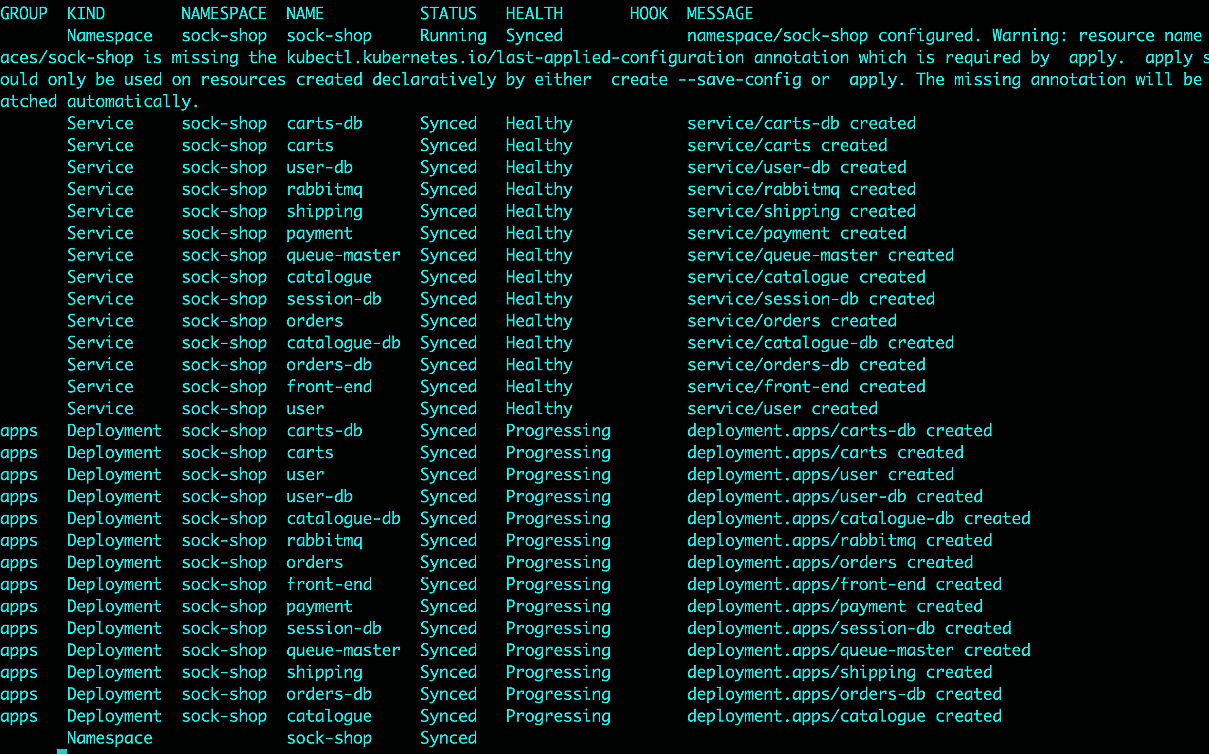 GROUP  KIND        NAMESPACE  NAME          STATUS   HEALTH       HOOK  MESSAGE
       Namespace   sock-shop  sock-shop     Running  Synced             namespace/sock-shop configured. Warning: resource name
aces/sock-shop is missing the kubectl.kubernetes.io/last-applied-configuration annotation which is required by  apply.  apply s
ould only be used on resources created declaratively by either  create --save-config or  apply. The missing annotation will be
atched automatically.
       Service     sock-shop  carts-db      Synced   Healthy            service/carts-db created
       Service     sock-shop  carts         Synced   Healthy            service/carts created
       Service     sock-shop  user-db       Synced   Healthy            service/user-db created
       Service     sock-shop  rabbitmq      Synced   Healthy            service/rabbitmq created
       Service     sock-shop  shipping      Synced   Healthy            service/shipping created
       Service     sock-shop  payment       Synced   Healthy            service/payment created
       Service     sock-shop  queue-master  Synced   Healthy            service/queue-master created
       Service     sock-shop  catalogue     Synced   Healthy            service/catalogue created
       Service     sock-shop  session-db    Synced   Healthy            service/session-db created
       Service     sock-shop  orders        Synced   Healthy            service/orders created
       Service     sock-shop  catalogue-db  Synced   Healthy            service/catalogue-db created
       Service     sock-shop  orders-db     Synced   Healthy            service/orders-db created
       Service     sock-shop  front-end     Synced   Healthy            service/front-end created
       Service     sock-shop  user          Synced   Healthy            service/user created
apps   Deployment  sock-shop  carts-db      Synced   Progressing        deployment.apps/carts-db created
apps   Deployment  sock-shop  carts         Synced   Progressing        deployment.apps/carts created
apps   Deployment  sock-shop  user          Synced   Progressing        deployment.apps/user created
apps   Deployment  sock-shop  user-db       Synced   Progressing        deployment.apps/user-db created
apps   Deployment  sock-shop  catalogue-db  Synced   Progressing        deployment.apps/catalogue-db created
apps   Deployment  sock-shop  rabbitmq      Synced   Progressing        deployment.apps/rabbitmq created
apps   Deployment  sock-shop  orders        Synced   Progressing        deployment.apps/orders created
apps   Deployment  sock-shop  front-end     Synced   Progressing        deployment.apps/front-end created
apps   Deployment  sock-shop  payment       Synced   Progressing        deployment.apps/payment created
apps   Deployment  sock-shop  session-db    Synced   Progressing        deployment.apps/session-db created
apps   Deployment  sock-shop  queue-master  Synced   Progressing        deployment.apps/queue-master created
apps   Deployment  sock-shop  shipping      Synced   Progressing        deployment.apps/shipping created
apps   Deployment  sock-shop  orders-db     Synced   Progressing        deployment.apps/orders-db created
apps   Deployment  sock-shop  catalogue     Synced   Progressing        deployment.apps/catalogue created
       Namespace              sock-shop     Synced